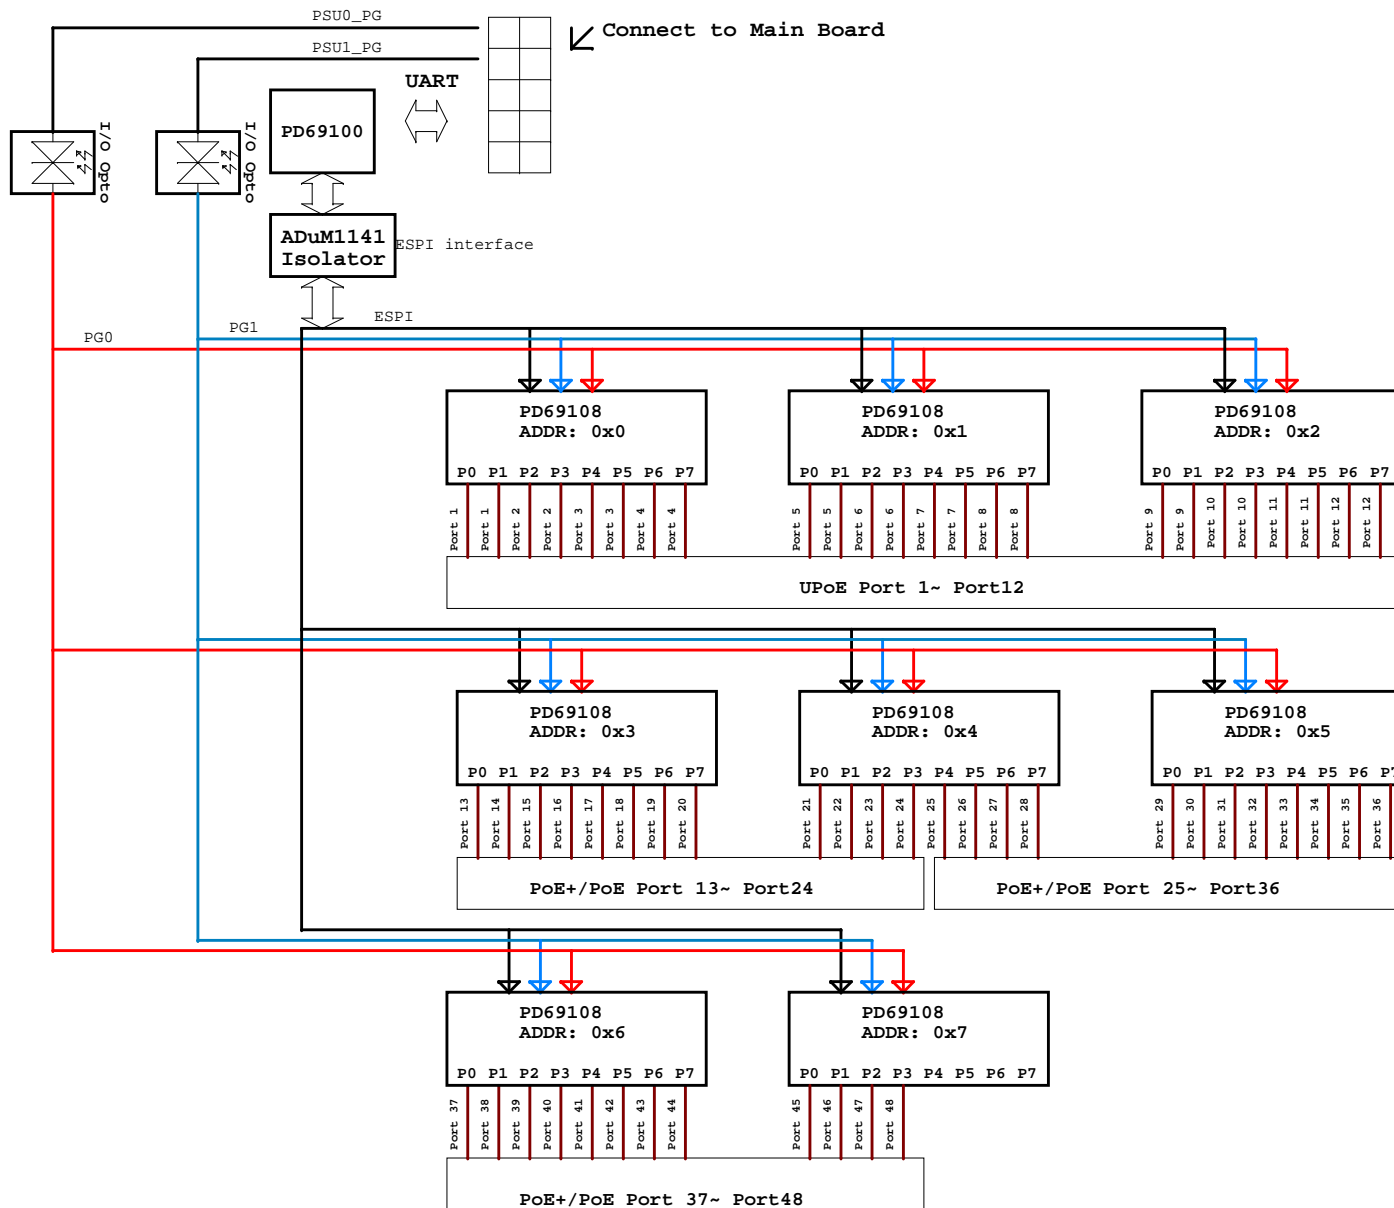 PSU0_PG
Connect to Main Board
PSU1_PG
UART
PD69100
I/O Opto
I/O Opto
ADuM1141
Isolator
ESPI interface
ESPI
PG1
PG0
PD69108
ADDR: 0x0
P0 P1 P2 P3 P4 P5 P6 P7
PD69108
ADDR: 0x1
P0 P1 P2 P3 P4 P5 P6 P7
PD69108
ADDR: 0x2
P0 P1 P2 P3 P4 P5 P6 P7
Port 1
Port 1
Port 2
Port 2
Port 3
Port 3
Port 4
Port 4
Port 5
Port 5
Port 6
Port 6
Port 7
Port 7
Port 8
Port 8
Port 9
Port 9
Port 10
Port 10
Port 11
Port 11
Port 12
Port 12
UPoE Port 1~ Port12
PD69108
ADDR: 0x3
P0 P1 P2 P3 P4 P5 P6 P7
PD69108
ADDR: 0x4
P0 P1 P2 P3 P4 P5 P6 P7
PD69108
ADDR: 0x5
P0 P1 P2 P3 P4 P5 P6 P7
Port 13
Port 14
Port 15
Port 16
Port 17
Port 18
Port 19
Port 20
Port 21
Port 22
Port 23
Port 24
Port 25
Port 26
Port 27
Port 28
Port 29
Port 30
Port 31
Port 32
Port 33
Port 34
Port 35
Port 36
PoE+/PoE Port 13~ Port24
PoE+/PoE Port 25~ Port36
PD69108
ADDR: 0x6
P0 P1 P2 P3 P4 P5 P6 P7
PD69108
ADDR: 0x7
P0 P1 P2 P3 P4 P5 P6 P7
Port 37
Port 38
Port 39
Port 40
Port 41
Port 42
Port 43
Port 44
Port 45
Port 46
Port 47
Port 48
PoE+/PoE Port 37~ Port48